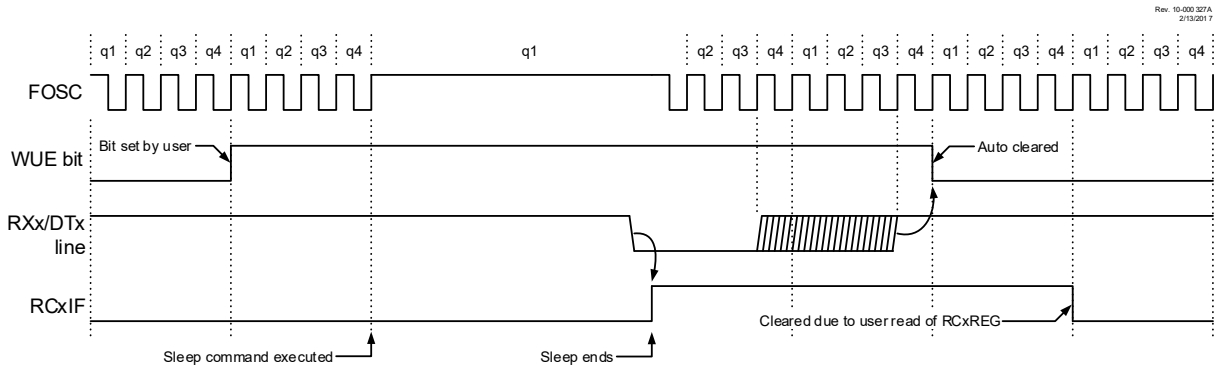 Rev. 10-000 327A
2/13/201 7
q1 q2 q3 q4 q1 q2 q3 q4 q1 q2 q3 q4 q1 q2 q3 q4 q1 q2 q3 q4 q1 q2 q3 q4
FOSC
Bit set by user
Auto cleared
WUE bit
RXx/DTx
line
RCxIF
Cleared due to user read of RCxREG
Sleep command executed
Sleep ends